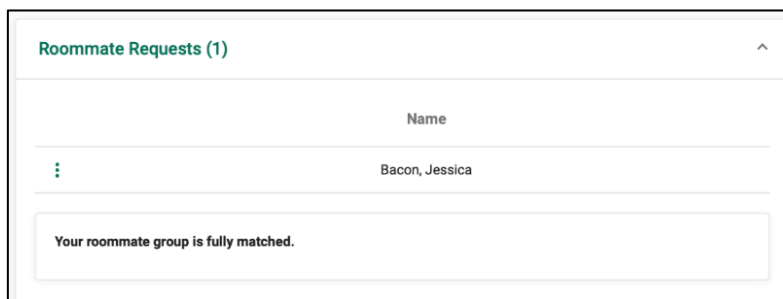 Roommate Requests (1)
Name
Bacon, Jessica
Your roommate group is fully matched.